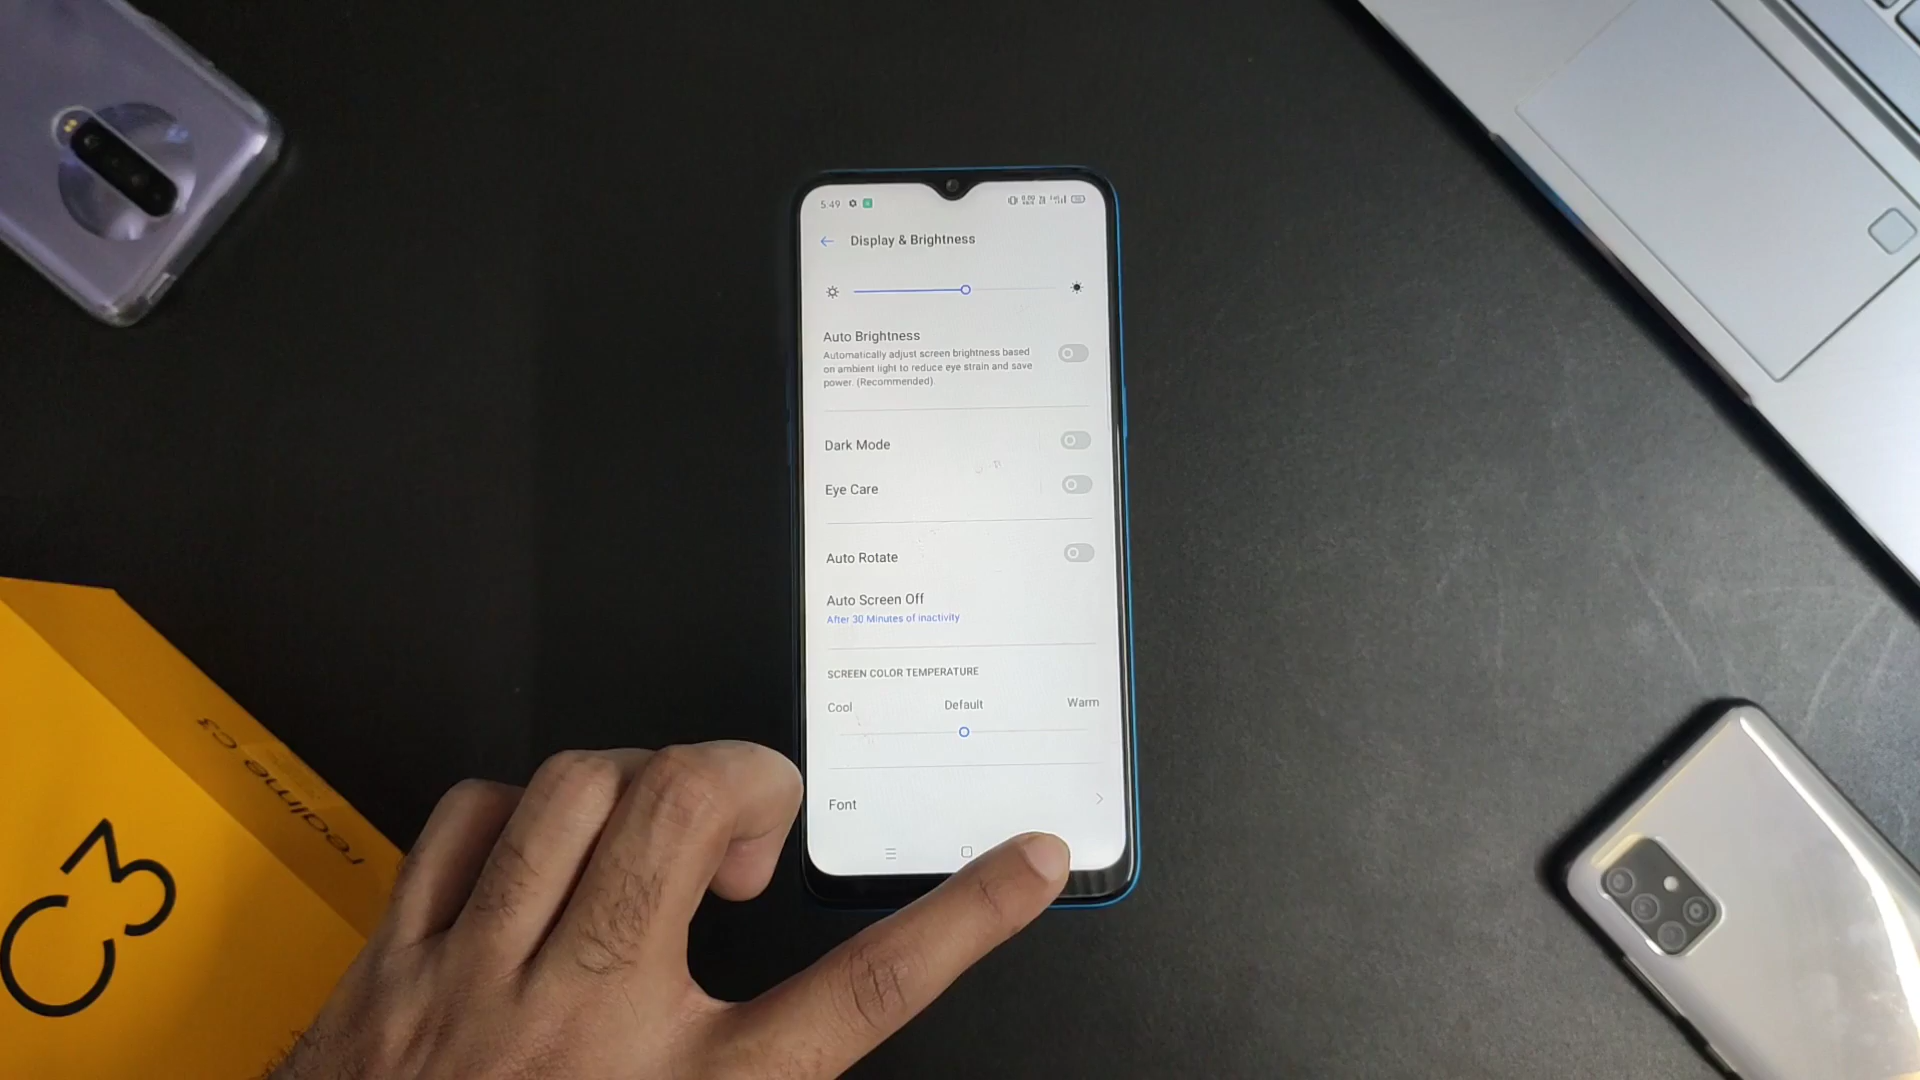 5:49
Display & Brightness
Auto Brightness
Automatically adjust screen brightness based
on ambient light to reduce eye strain and save
power. (Recommended).
Dark Mode
Eye Care
Auto Rotate
Auto Screen Off
After 30 Minutes of inactivity
SCREEN COLOR TEMPERATURE
Cool Default Warm
Font
realme C3
C3